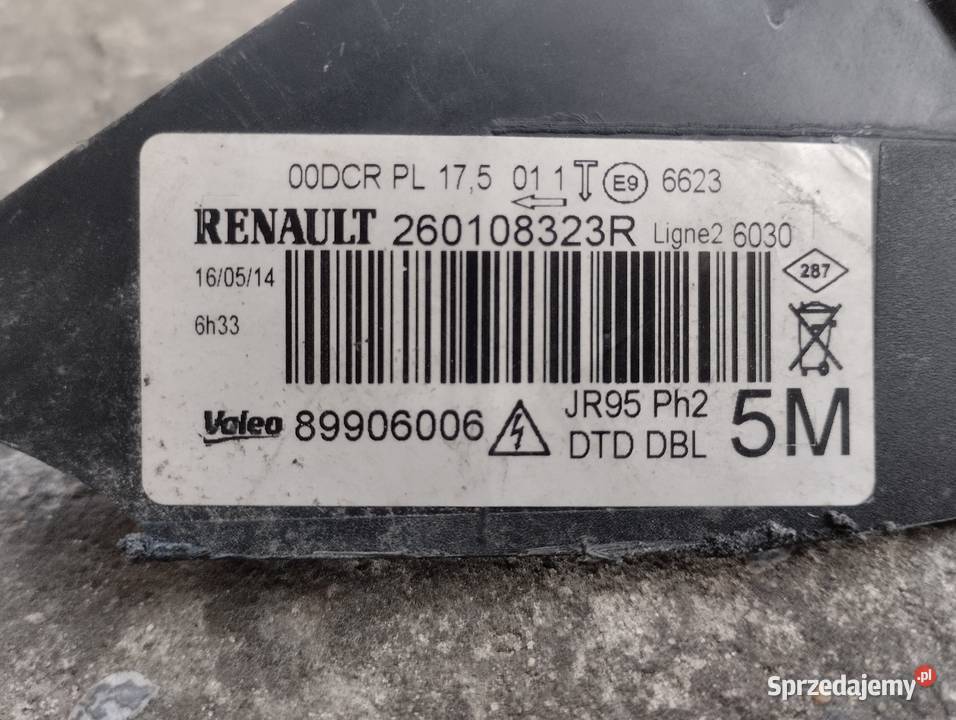 00DCR PL 17,5 01 1 E9 6623
RENAULT 260108323R Ligne2 6030
16/05/14
287
6h33
Valeo 89906006 JR95 Ph2 5M
DTD DBL
Sprzedajemy.pl